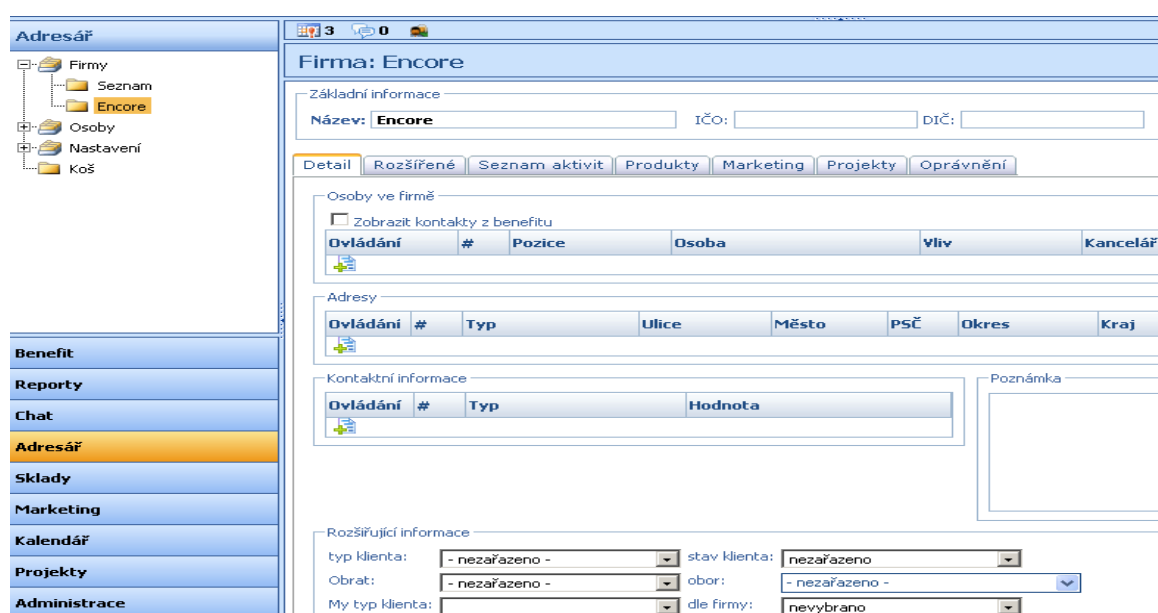 Adresář
Firmy
Seznam
Encore
Osoby
Nastavení
Koš
Benefit
Reporty
Chat
Adresář
Sklady
Marketing
Kalendář
Projekty
Administrace
3 0
Firma: Encore
Základní informace
Název: Encore IČO: DIČ:
Detail Rozšířené Seznam aktivit Produkty Marketing Projekty Oprávnění
Osoby ve firmě
Zobrazit kontakty z benefitu
Ovládání # Pozice Osoba Vliv Kancelář
Adresy
Ovládání # Typ Ulice Město PSČ Okres Kraj
Kontaktní informace Poznámka
Ovládání # Typ Hodnota
Rozšiřující informace
typ klienta: - nezařazeno - stav klienta: nezařazeno
Obrat: - nezařazeno - obor: - nezařazeno -
My typ klienta: dle firmy: nevybrano